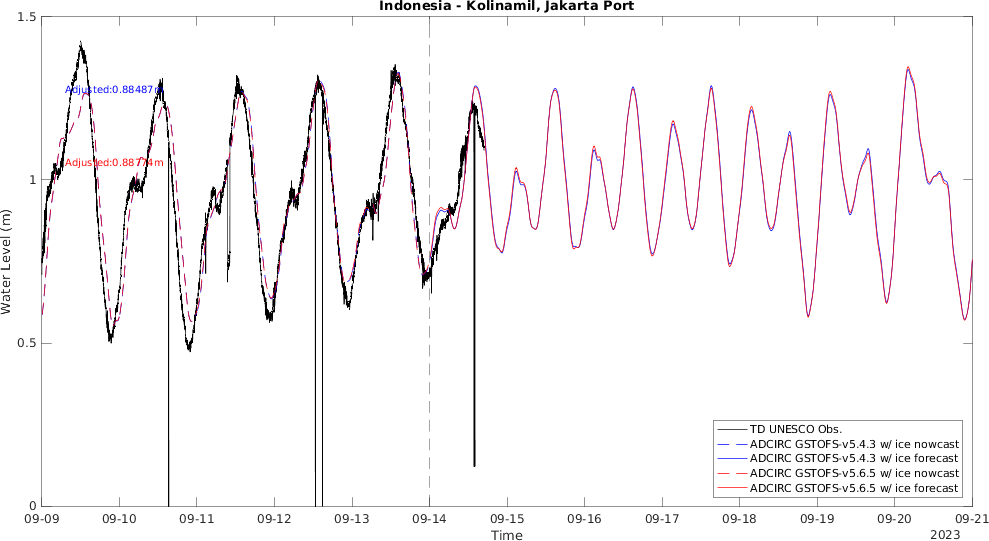 Indonesia - Kolinamil, Jakarta Port
1.5
1
0.5
0
Water Level (m)
Adjusted:0.88487m
Adjusted:0.88774m
TD UNESCO Obs.
ADCIRC GSTOFS-v5.4.3 w/ ice nowcast
ADCIRC GSTOFS-v5.4.3 w/ ice forecast
ADCIRC GSTOFS-v5.6.5 w/ ice nowcast
ADCIRC GSTOFS-v5.6.5 w/ ice forecast
09-09 09-10 09-11 09-12 09-13 09-14 09-15 09-16 09-17 09-18 09-19 09-20 09-21
Time
2023